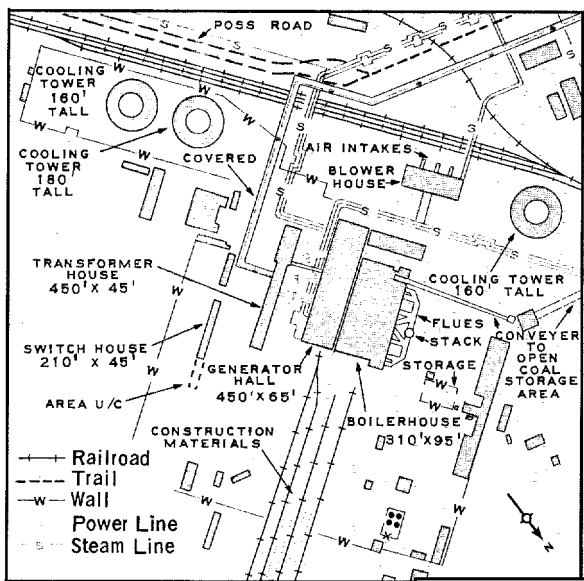 POSS ROAD
COOLING
TOWER
160'
TALL
COOLING
TOWER
180'
TALL
COVERED
AIR INTAKES
BLOWER
HOUSE
TRANSFORMER
HOUSE
450' X 45'
COOLING TOWER
160' TALL
SWITCH HOUSE
210' X 45'
FLUES
STACK
CONVEYER
TO
OPEN
COAL
STORAGE
AREA
AREA U/C
GENERATOR
HALL
450' X 65'
STORAGE
BOILERHOUSE
310' X 95'
CONSTRUCTION
MATERIALS
Railroad
Trail
W Wall
Power Line
S Steam Line
N